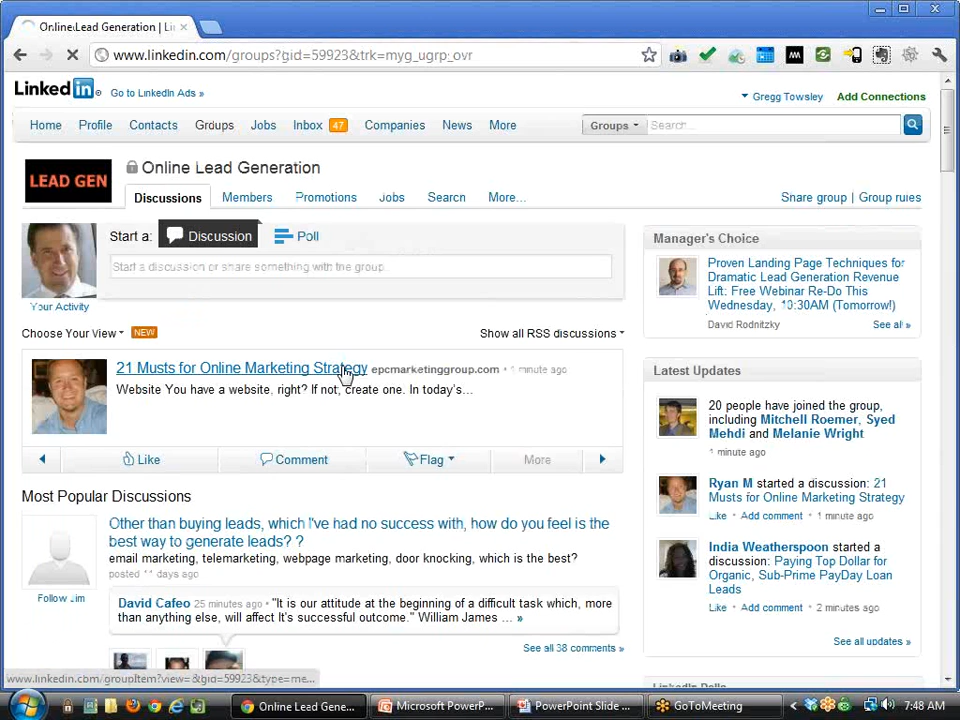 Online Lead Generation | Li
www.linkedin.com/groups?gid=59923&trk=myg_ugrp_ovr
Linked in Go to LinkedIn Ads »
Gregg Towsley Add Connections
Home Profile Contacts Groups Jobs Inbox 47 Companies News More
Groups Search...
LEAD GEN
Online Lead Generation
Discussions Members Promotions Jobs Search More...
Share group | Group rules
Start a: Discussion Poll
Start a discussion or share something with the group.
Your Activity
Choose Your View NEW
Show all RSS discussions
21 Musts for Online Marketing Strategy epcmarketinggroup.com • 1 minute ago
Website You have a website, right? If not, create one. In today's...
Like Comment Flag More
Most Popular Discussions
Other than buying leads, which I've had no success with, how do you feel is the
best way to generate leads? ?
email marketing, telemarketing, webpage marketing, door knocking, which is the best?
posted 11 days ago
Follow Jim
David Cafeo 25 minutes ago • "It is our attitude at the beginning of a difficult task which, more
than anything else, will affect It's successful outcome." William James ... »
See all 38 comments »
Manager's Choice
Proven Landing Page Techniques for
Dramatic Lead Generation Revenue
Lift: Free Webinar Re-Do This
Wednesday, 10:30AM (Tomorrow!)
David Rodnitzky See all »
Latest Updates
20 people have joined the group,
including Mitchell Roemer, Syed
Mehdi and Melanie Wright
1 minute ago
Ryan M started a discussion: 21
Musts for Online Marketing Strategy
Like • Add comment • 1 minute ago
India Weatherspoon started a
discussion: Paying Top Dollar for
Organic, Sub-Prime PayDay Loan
Leads
Like • Add comment • 2 minutes ago
See all updates »
www.linkedin.com/groupItem?view=&gid=59923&type=me...
Online Lead Gene... Microsoft PowerP... PowerPoint Slide ... GoToMeeting 7:48 AM